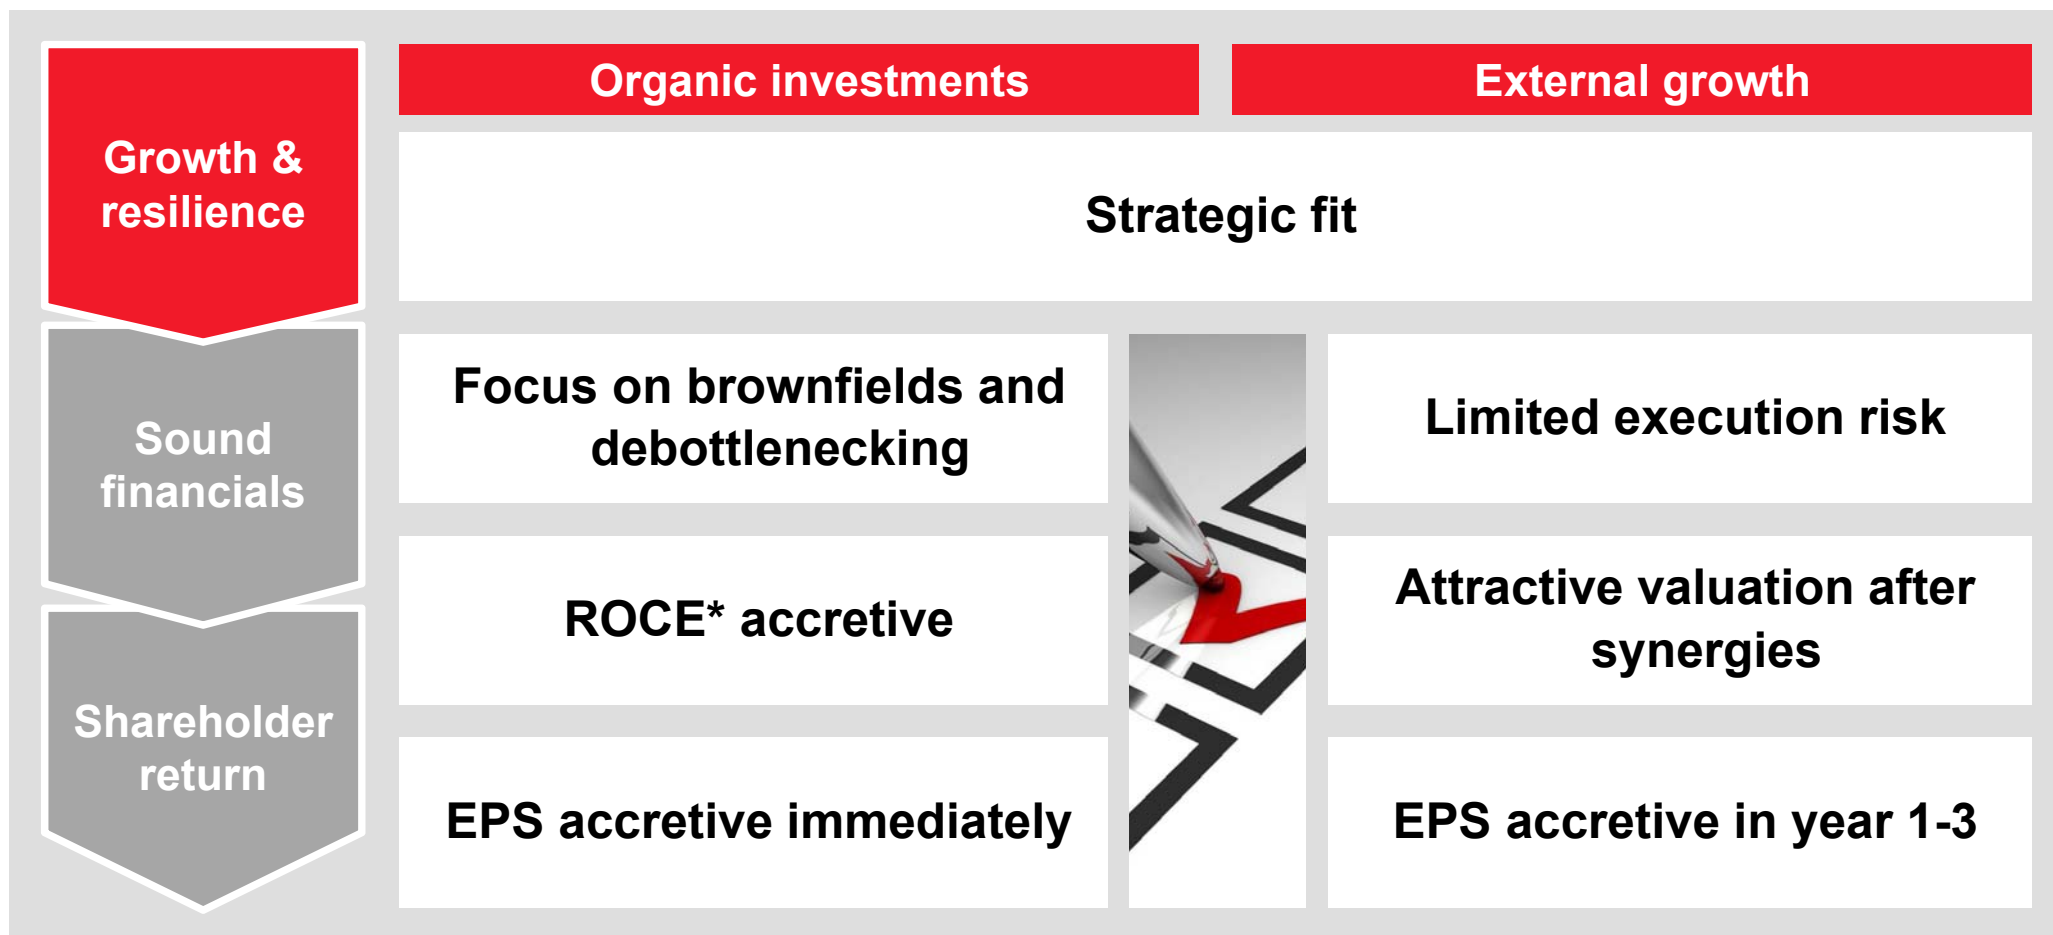 Growth &
resilience
Sound
financials
Shareholder
return
Organic investments
External growth
Strategic fit
Focus on brownfields and
debottlenecking
Limited execution risk
ROCE* accretive
Attractive valuation after
synergies
EPS accretive immediately
EPS accretive in year 1-3